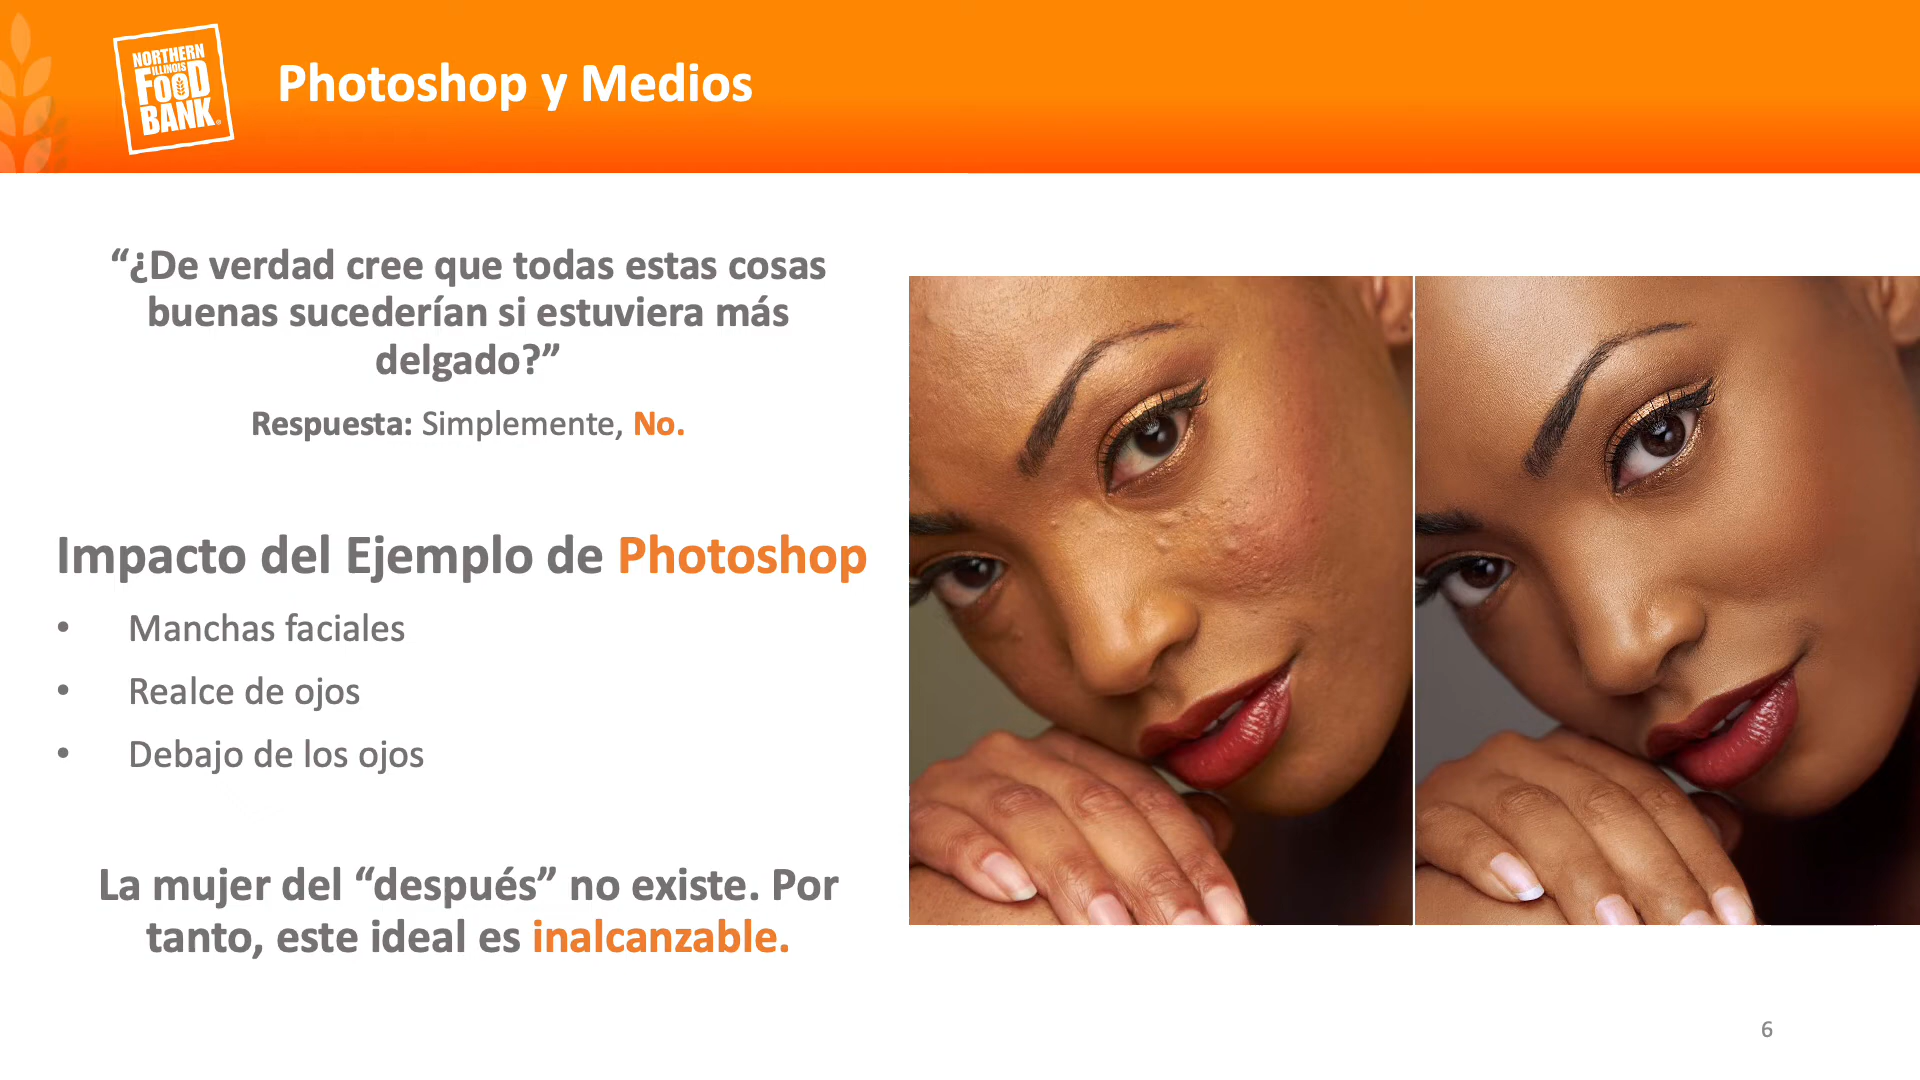 NORTHERN
ILLINOIS
FOOD
BANK
Photoshop y Medios
“¿De verdad cree que todas estas cosas
buenas sucederían si estuviera más
delgado?”
Respuesta: Simplemente, No.
Impacto del Ejemplo de Photoshop
• Manchas faciales
• Realce de ojos
• Debajo de los ojos
La mujer del “después” no existe. Por
tanto, este ideal es inalcanzable.
6